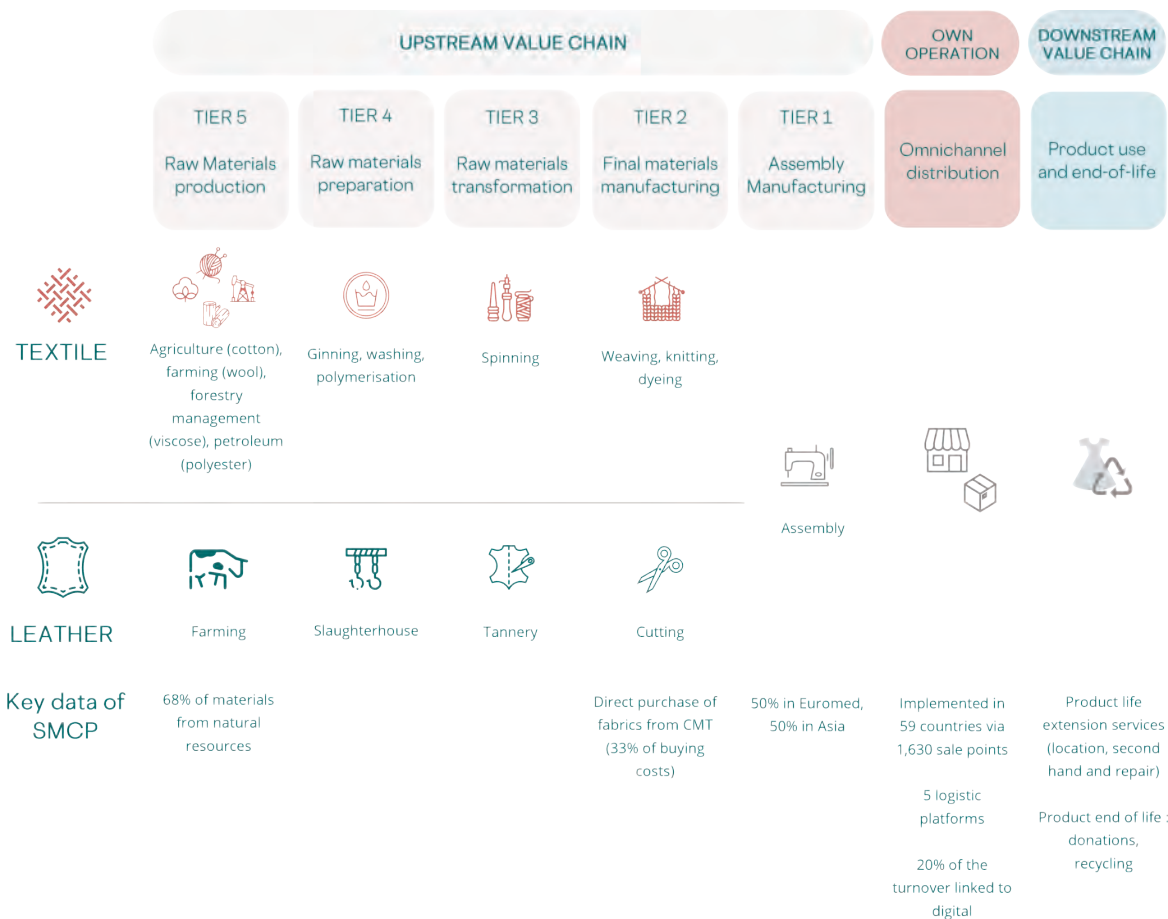 UPSTREAM VALUE CHAIN
OWN
OPERATION
DOWNSTREAM
VALUE CHAIN
TIER 5
Raw Materials
production
TIER 4
Raw materials
preparation
TIER 3
Raw materials
transformation
TIER 2
Final materials
manufacturing
TIER 1
Assembly
Manufacturing
Omnichannel
distribution
Product use
and end-of-life
TEXTILE
Agriculture (cotton),
farming (wool),
forestry
management
(viscose), petroleum
(polyester)
Ginning, washing,
polymerisation
Spinning
Weaving, knitting,
dyeing
Assembly
LEATHER
Farming
Slaughterhouse
Tannery
Cutting
Key data of
SMCP
68% of materials
from natural
resources
Direct purchase of
fabrics from CMT
(33% of buying
costs)
50% in Euromed,
50% in Asia
Implemented in
59 countries via
1,630 sale points
5 logistic
platforms
20% of the
turnover linked to
digital
Product life
extension services
(location, second
hand and repair)
Product end of life :
donations,
recycling